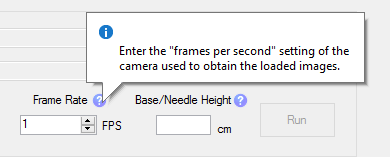 Enter the "frames per second" setting of the
camera used to obtain the loaded images.
Frame Rate ? Base/Needle Height ?
1 FPS cm Run